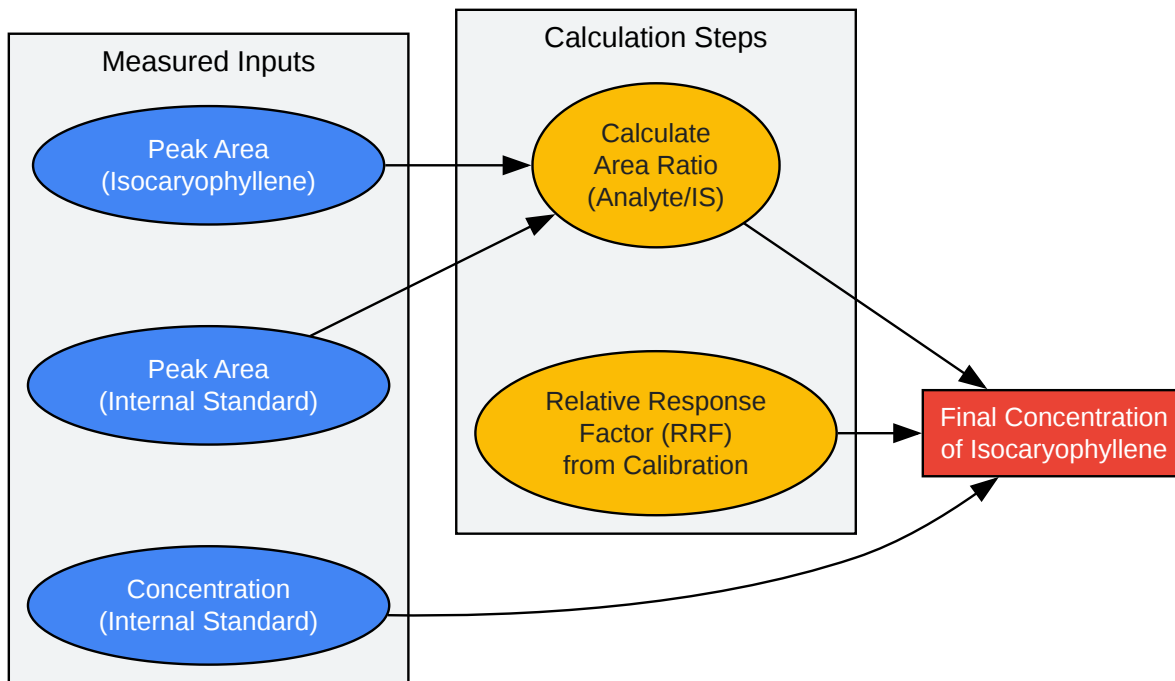 Measured Inputs
Peak Area
(Isocaryophyllene)
Peak Area
(Internal Standard)
Concentration
(Internal Standard)
Calculation Steps
Calculate
Area Ratio
(Analyte/IS)
Relative Response
Factor (RRF)
from Calibration
Final Concentration
of Isocaryophyllene